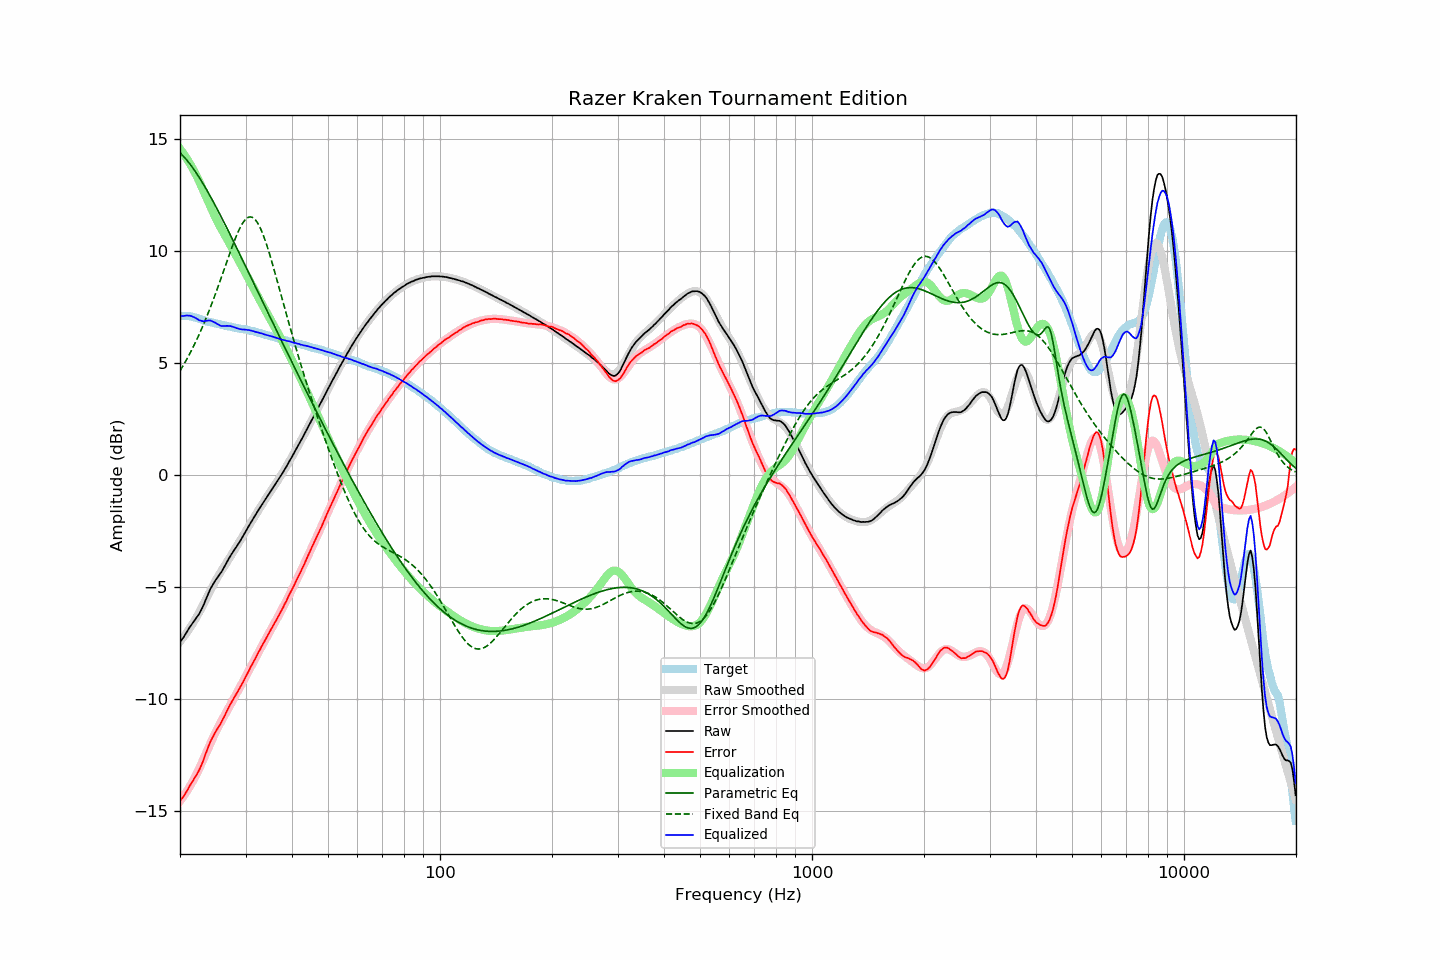 Razer Kraken Tournament Edition
Amplitude (dBr)
15
10
5
0
−5
−10
−15
Target
Raw Smoothed
Error Smoothed
Raw
Error
Equalization
Parametric Eq
Fixed Band Eq
Equalized
100
1000
10000
Frequency (Hz)